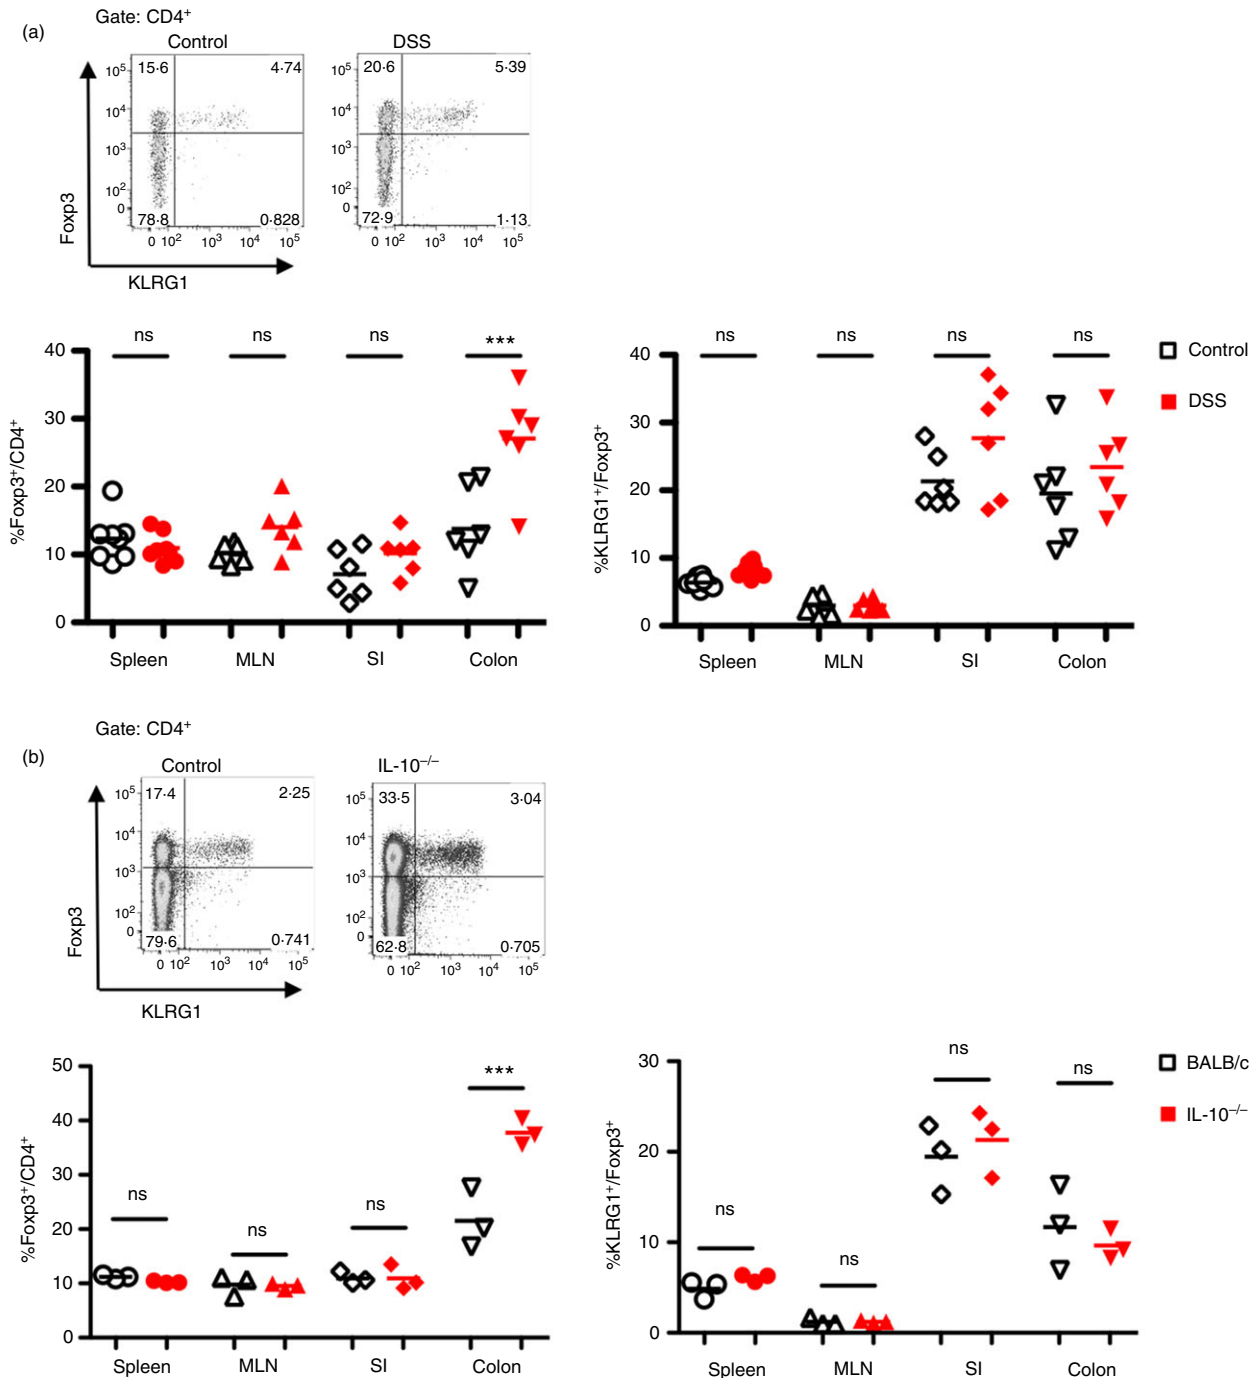 (a)
Gate: CD4⁺
Control
DSS
10⁵
15·6
4·74
10⁴
10³
10²
0
78·8
0·828
0 10² 10³ 10⁴ 10⁵
10⁵
20·6
5·39
10⁴
10³
10²
0
72·9
1·13
0 10² 10³ 10⁴ 10⁵
Foxp3
KLRG1
ns ns ns ***
40
30
20
10
0
%Foxp3⁺/CD4⁺
Spleen MLN SI Colon
ns ns ns ns
40
30
20
10
0
%KLRG1⁺/Foxp3⁺
Spleen MLN SI Colon
Control
DSS
(b)
Gate: CD4⁺
Control
IL-10⁻/⁻
10⁵
17·4
2·25
10⁴
10³
10²
0
79·6
0·741
0 10² 10³ 10⁴ 10⁵
10⁵
33·5
3·04
10⁴
10³
10²
0
62·8
0·705
0 10² 10³ 10⁴ 10⁵
Foxp3
KLRG1
ns ns ns ***
50
40
30
20
10
0
%Foxp3⁺/CD4⁺
Spleen MLN SI Colon
ns ns ns ns
30
20
10
0
%KLRG1⁺/Foxp3⁺
Spleen MLN SI Colon
BALB/c
IL-10⁻/⁻